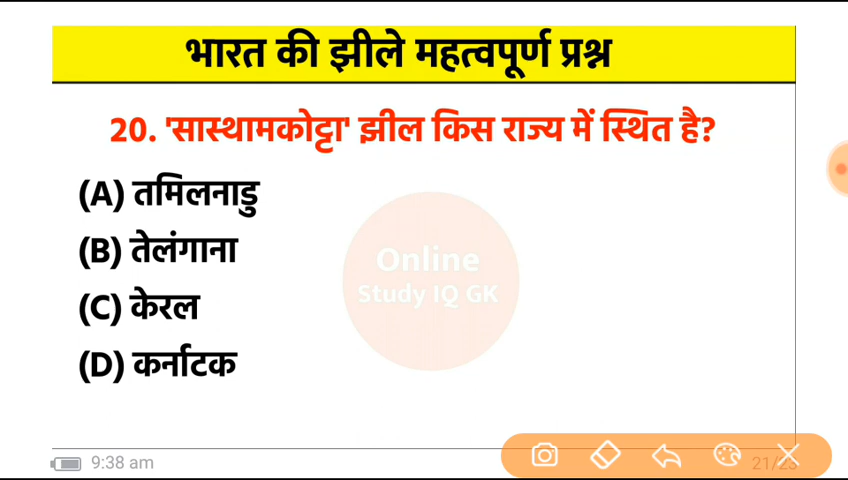 भारत की झीले महत्वपूर्ण प्रश्न
20. 'सास्थामकोट्टा' झील किस राज्य में स्थित है?
(A) तमिलनाडु
(B) तेलंगाना
(C) केरल
(D) कर्नाटक
Online
Study IQ GK
9:38 am